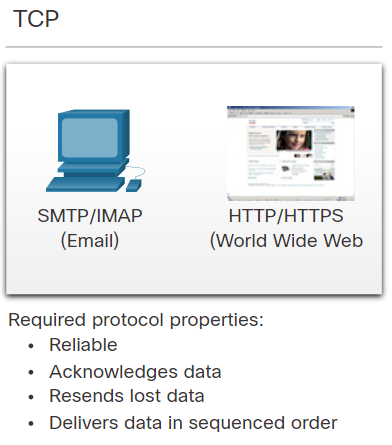 TCP
SMTP/IMAP
(Email)
HTTP/HTTPS
(World Wide Web
Required protocol properties:
• Reliable
• Acknowledges data
• Resends lost data
• Delivers data in sequenced order